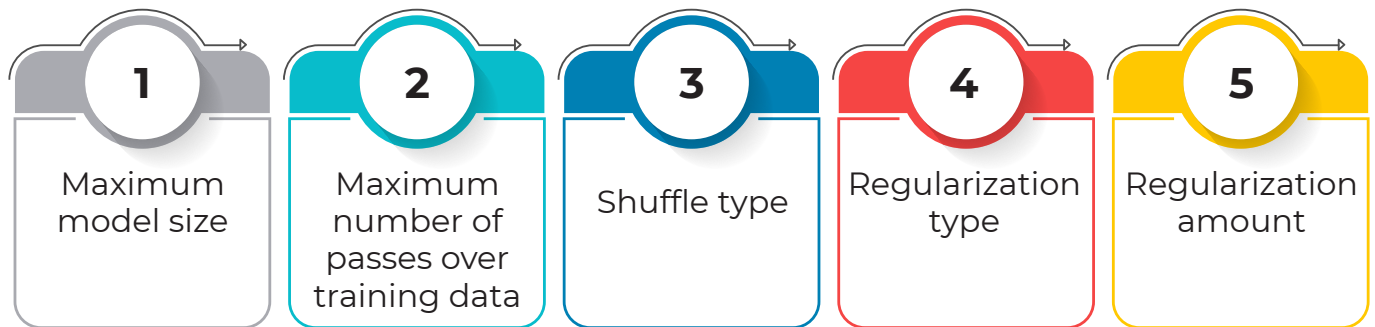 1
Maximum
model size
2
Maximum
number of
passes over
training data
3
Shuffle type
4
Regularization
type
5
Regularization
amount